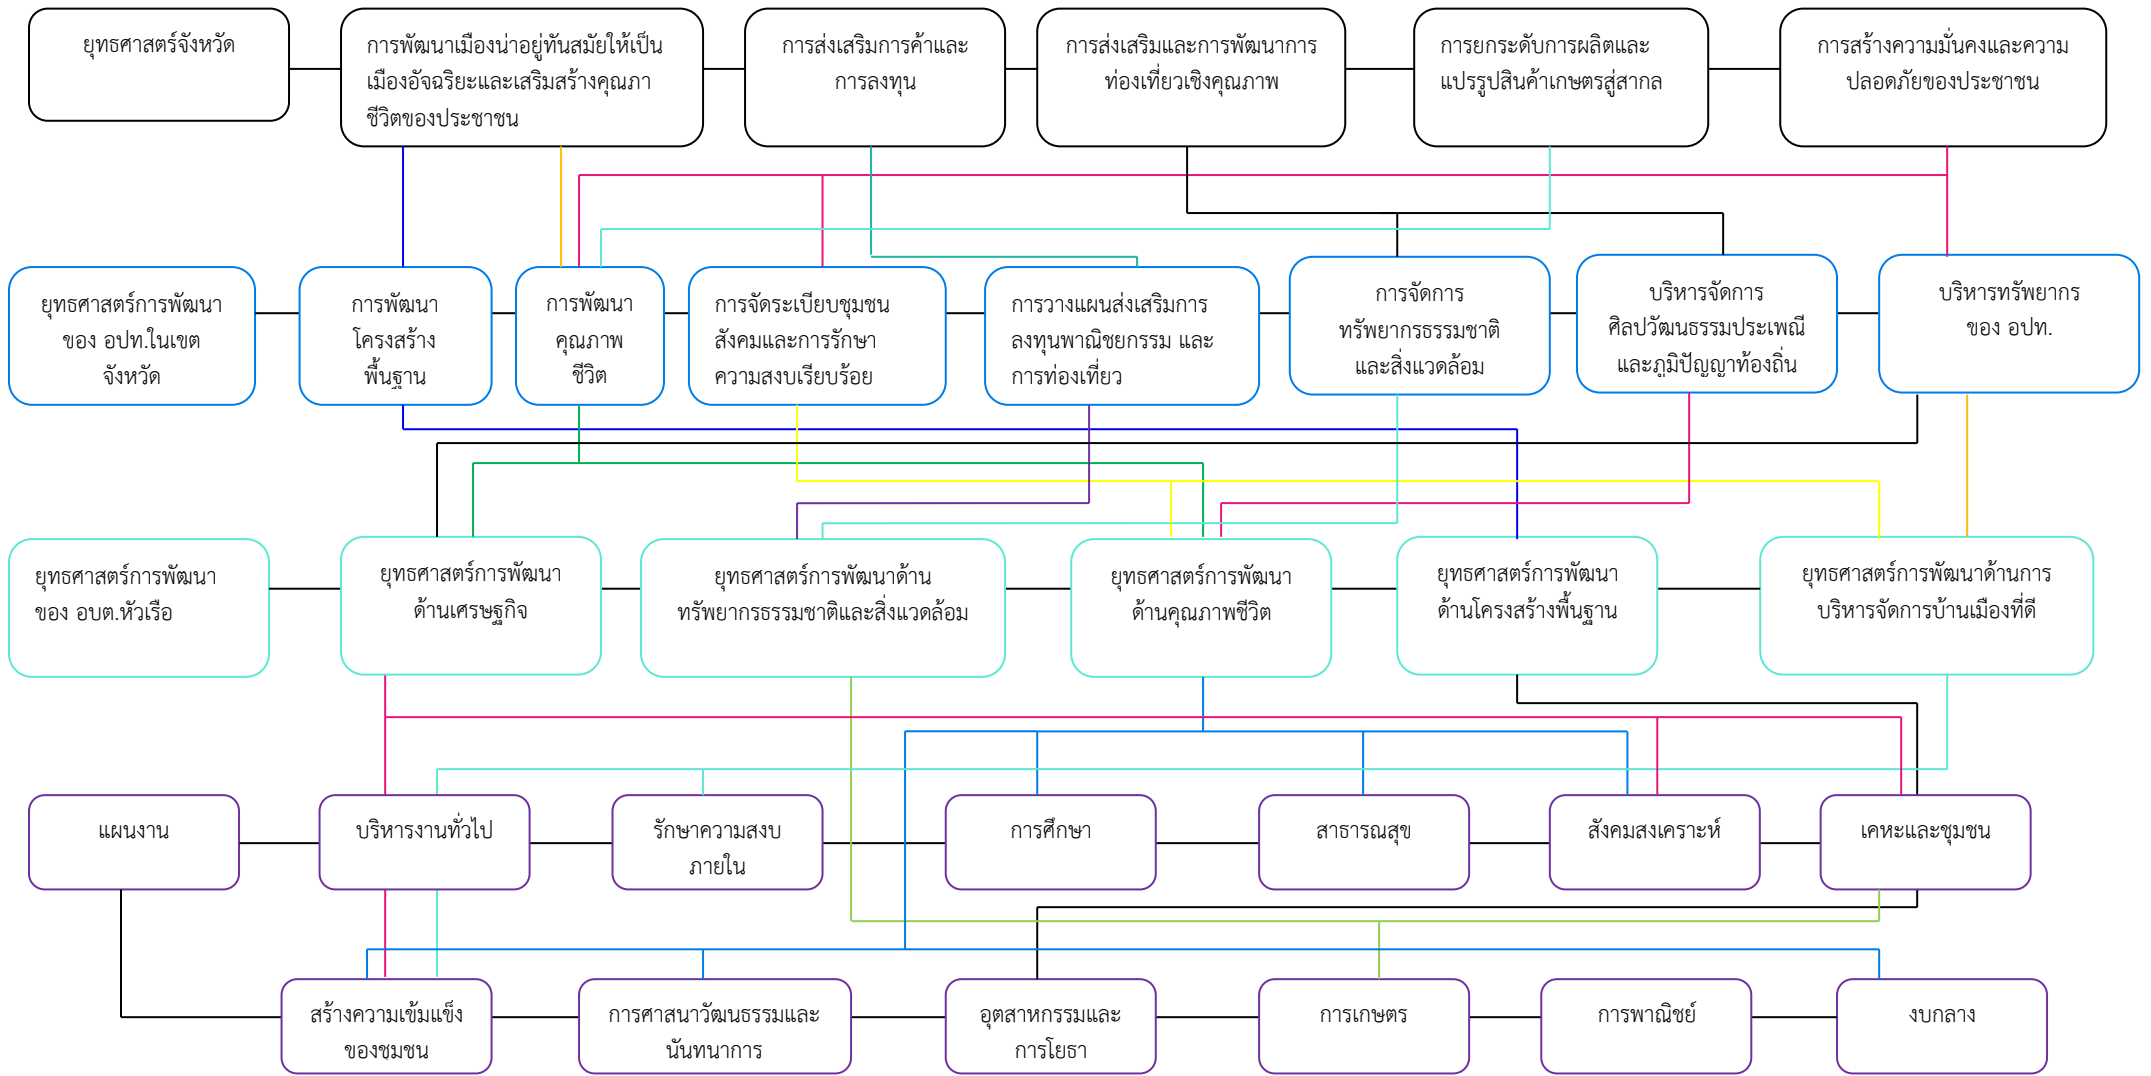 ยุทธศาสตร์จังหวัด
การพัฒนาเมืองน่าอยู่ทันสมัยให้เป็น
เมืองอัจฉริยะและเสริมสร้างคุณภา
ชีวิตของประชาชน
การส่งเสริมการค้าและ
การลงทุน
การส่งเสริมและการพัฒนาการ
ท่องเที่ยวเชิงคุณภาพ
การยกระดับการผลิตและ
แปรรูปสินค้าเกษตรสู่สากล
การสร้างความมั่นคงและความ
ปลอดภัยของประชาชน
ยุทธศาสตร์การพัฒนา
ของ อปท.ในเขต
จังหวัด
การพัฒนา
โครงสร้าง
พื้นฐาน
การพัฒนา
คุณภาพ
ชีวิต
การจัดระเบียบชุมชน
สังคมและการรักษา
ความสงบเรียบร้อย
การวางแผนส่งเสริมการ
ลงทุนพาณิชยกรรม และ
การท่องเที่ยว
การจัดการ
ทรัพยากรธรรมชาติ
และสิ่งแวดล้อม
บริหารจัดการ
ศิลปวัฒนธรรมประเพณี
และภูมิปัญญาท้องถิ่น
บริหารทรัพยากร
ของ อปท.
ยุทธศาสตร์การพัฒนา
ของ อบต.หัวเรือ
ยุทธศาสตร์การพัฒนา
ด้านเศรษฐกิจ
ยุทธศาสตร์การพัฒนาด้าน
ทรัพยากรธรรมชาติและสิ่งแวดล้อม
ยุทธศาสตร์การพัฒนา
ด้านคุณภาพชีวิต
ยุทธศาสตร์การพัฒนา
ด้านโครงสร้างพื้นฐาน
ยุทธศาสตร์การพัฒนาด้านการ
บริหารจัดการบ้านเมืองที่ดี
แผนงาน
บริหารงานทั่วไป
รักษาความสงบ
ภายใน
การศึกษา
สาธารณสุข
สังคมสงเคราะห์
เคหะและชุมชน
สร้างความเข้มแข็ง
ของชุมชน
การศาสนาวัฒนธรรมและ
นันทนาการ
อุตสาหกรรมและ
การโยธา
การเกษตร
การพาณิชย์
งบกลาง